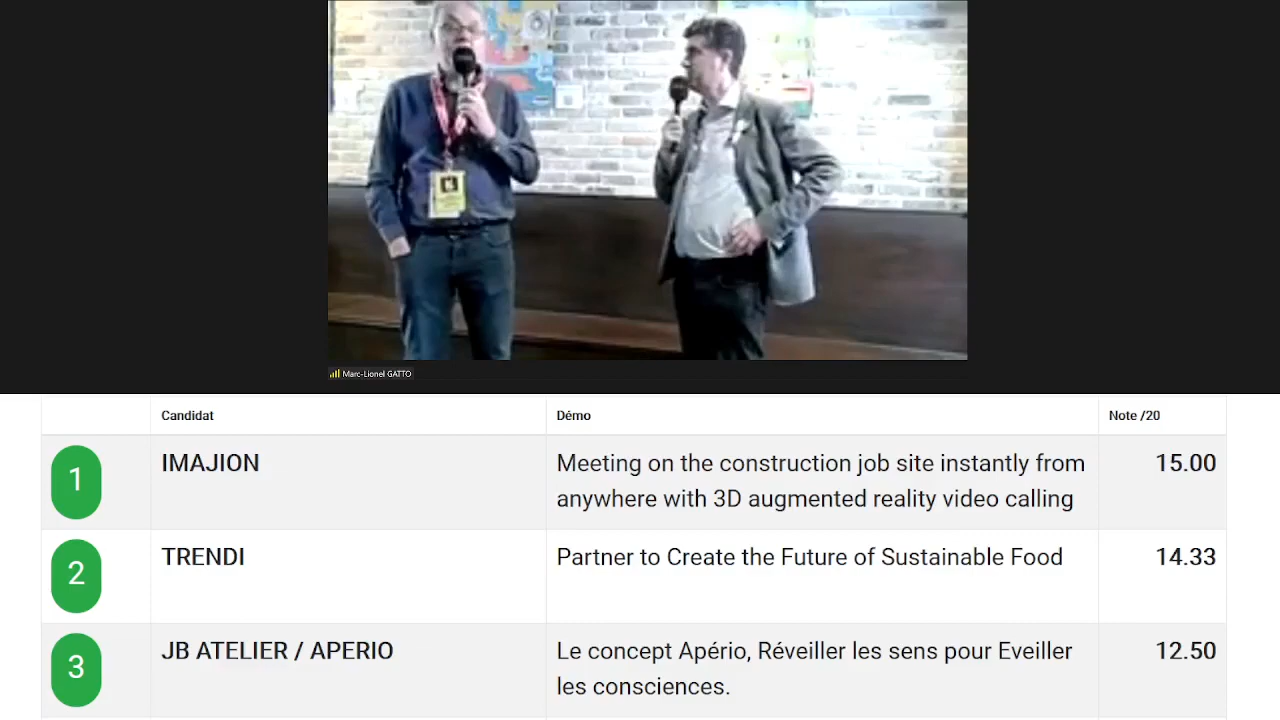 Marc-Lionel GATTO
Candidat
Démo
Note /20
1
IMAJION
Meeting on the construction job site instantly from
anywhere with 3D augmented reality video calling
15.00
2
TRENDI
Partner to Create the Future of Sustainable Food
14.33
3
JB ATELIER / APERIO
Le concept Apério, Réveiller les sens pour Eveiller
les consciences.
12.50